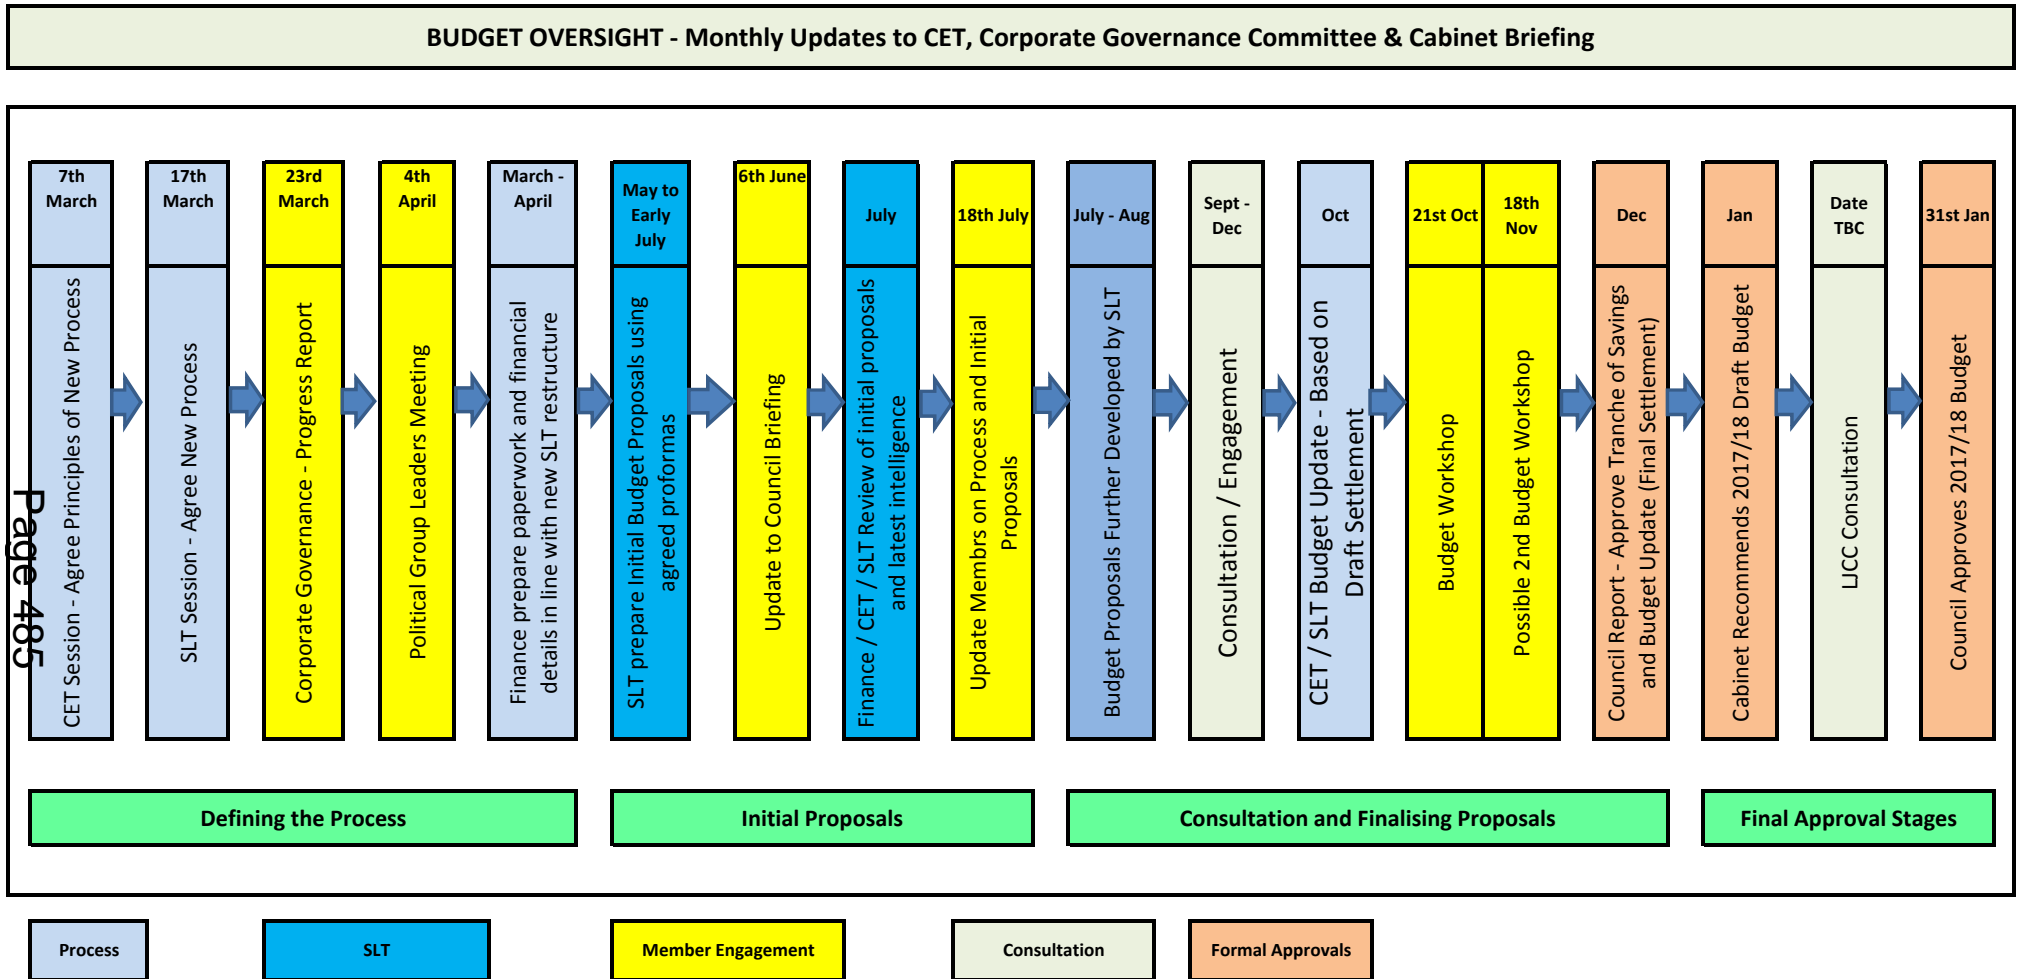 BUDGET OVERSIGHT - Monthly Updates to CET, Corporate Governance Committee & Cabinet Briefing
7th
March
CET Session - Agree Principles of New Process
17th
March
SLT Session - Agree New Process
23rd
March
Corporate Governance - Progress Report
4th
April
Political Group Leaders Meeting
March -
April
Finance prepare paperwork and financial
details in line with new SLT restructure
May to
Early
July
SLT prepare Initial Budget Proposals using
agreed proformas
6th June
Update to Council Briefing
July
Finance / CET / SLT Review of initial proposals
and latest intelligence
18th July
Update Membrs on Process and Initial
Proposals
July - Aug
Budget Proposals Further Developed by SLT
Sept -
Dec
Consultation / Engagement
Oct
CET / SLT Budget Update - Based on
Draft Settlement
21st Oct
Budget Workshop
18th
Nov
Possible 2nd Budget Workshop
Dec
Council Report - Approve Tranche of Savings
and Budget Update (Final Settlement)
Jan
Cabinet Recommends 2017/18 Draft Budget
Date
TBC
LJCC Consultation
31st Jan
Council Approves 2017/18 Budget
Page 485
Defining the Process
Initial Proposals
Consultation and Finalising Proposals
Final Approval Stages
Process
SLT
Member Engagement
Consultation
Formal Approvals